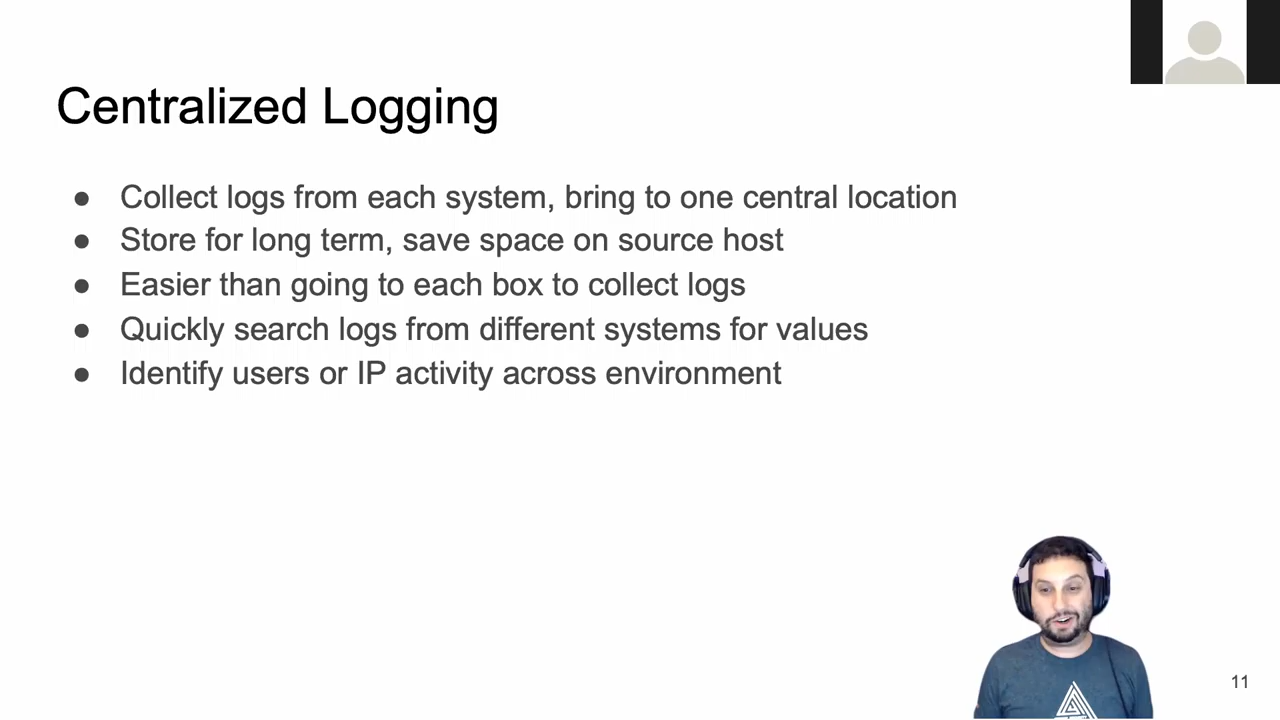 Centralized Logging
● Collect logs from each system, bring to one central location
● Store for long term, save space on source host
● Easier than going to each box to collect logs
● Quickly search logs from different systems for values
● Identify users or IP activity across environment
11